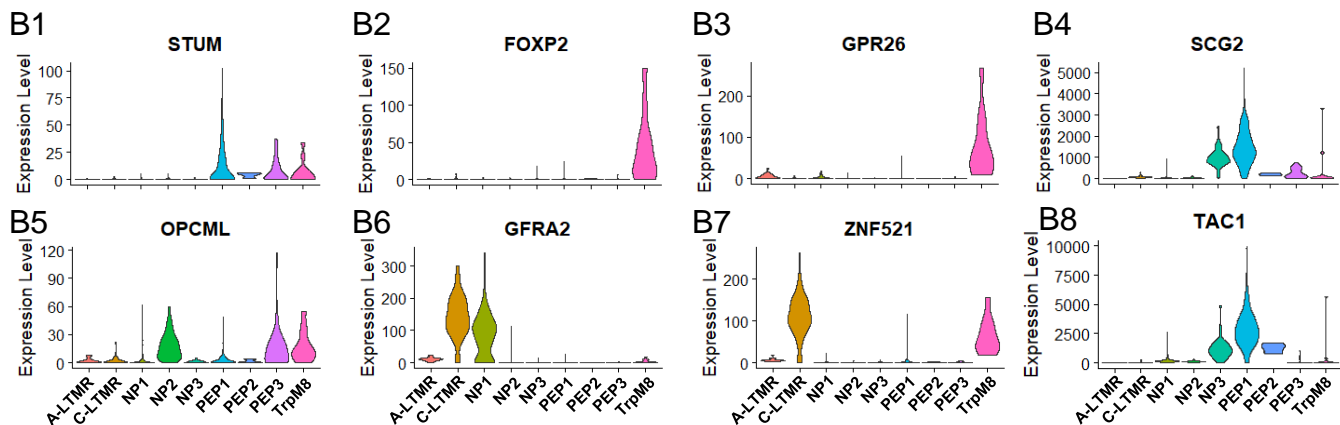 B1
STUM
Expression Level
100
75
50
25
0
B2
FOXP2
Expression Level
150
100
50
0
B3
GPR26
Expression Level
200
100
0
B4
SCG2
Expression Level
5000
4000
3000
2000
1000
0
B5
OPCML
Expression Level
120
90
60
30
0
A-LTMR
C-LTMR
NP1
NP2
NP3
PEP1
PEP2
PEP3
TrpM8
B6
GFRA2
Expression Level
300
200
100
0
A-LTMR
C-LTMR
NP1
NP2
NP3
PEP1
PEP2
PEP3
TrpM8
B7
ZNF521
Expression Level
200
100
0
A-LTMR
C-LTMR
NP1
NP2
NP3
PEP1
PEP2
PEP3
TrpM8
B8
TAC1
Expression Level
10000
7500
5000
2500
0
A-LTMR
C-LTMR
NP1
NP2
NP3
PEP1
PEP2
PEP3
TrpM8